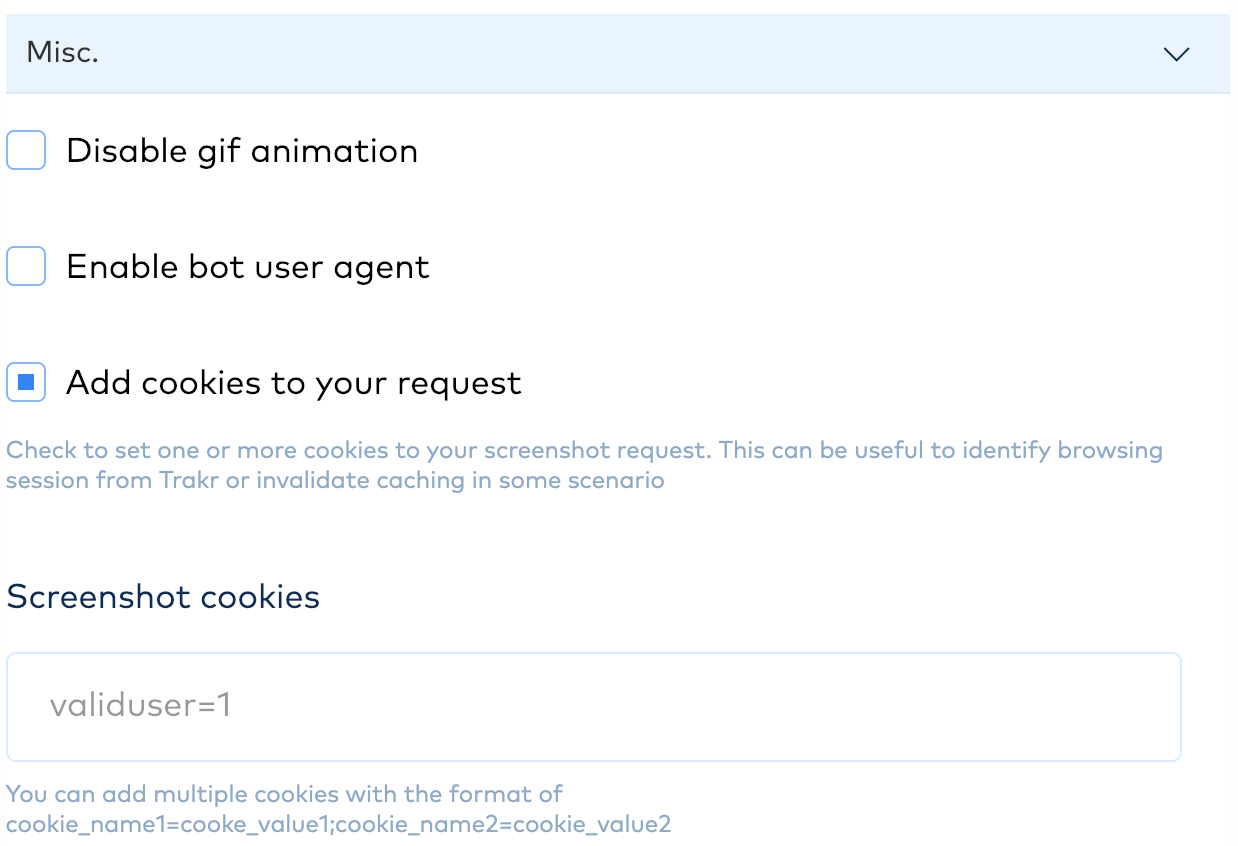 Misc.
Disable gif animation
Enable bot user agent
Add cookies to your request
Check to set one or more cookies to your screenshot request. This can be useful to identify browsing
session from Trakr or invalidate caching in some scenario
Screenshot cookies
validuser=1
You can add multiple cookies with the format of
cookie_name1=cooke_value1;cookie_name2=cookie_value2